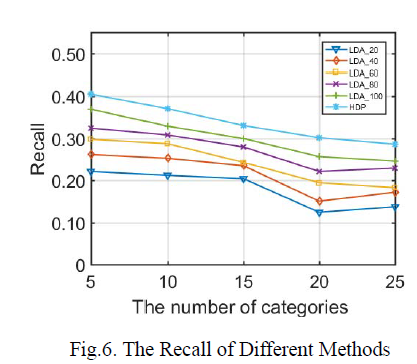 0.50
0.40
0.30
0.20
0.10
0
Recall
LDA_20
LDA_40
LDA_60
LDA_80
LDA_100
HDP
5 10 15 20 25
The number of categories
Fig.6. The Recall of Different Methods